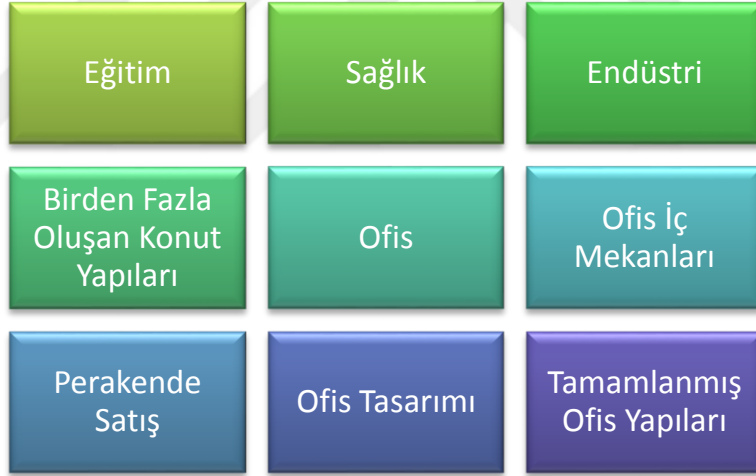 Eğitim
Sağlık
Endüstri
Birden Fazla
Oluşan Konut
Yapıları
Ofis
Ofis İç
Mekanları
Perakende
Satış
Ofis Tasarımı
Tamamlanmış
Ofis Yapıları